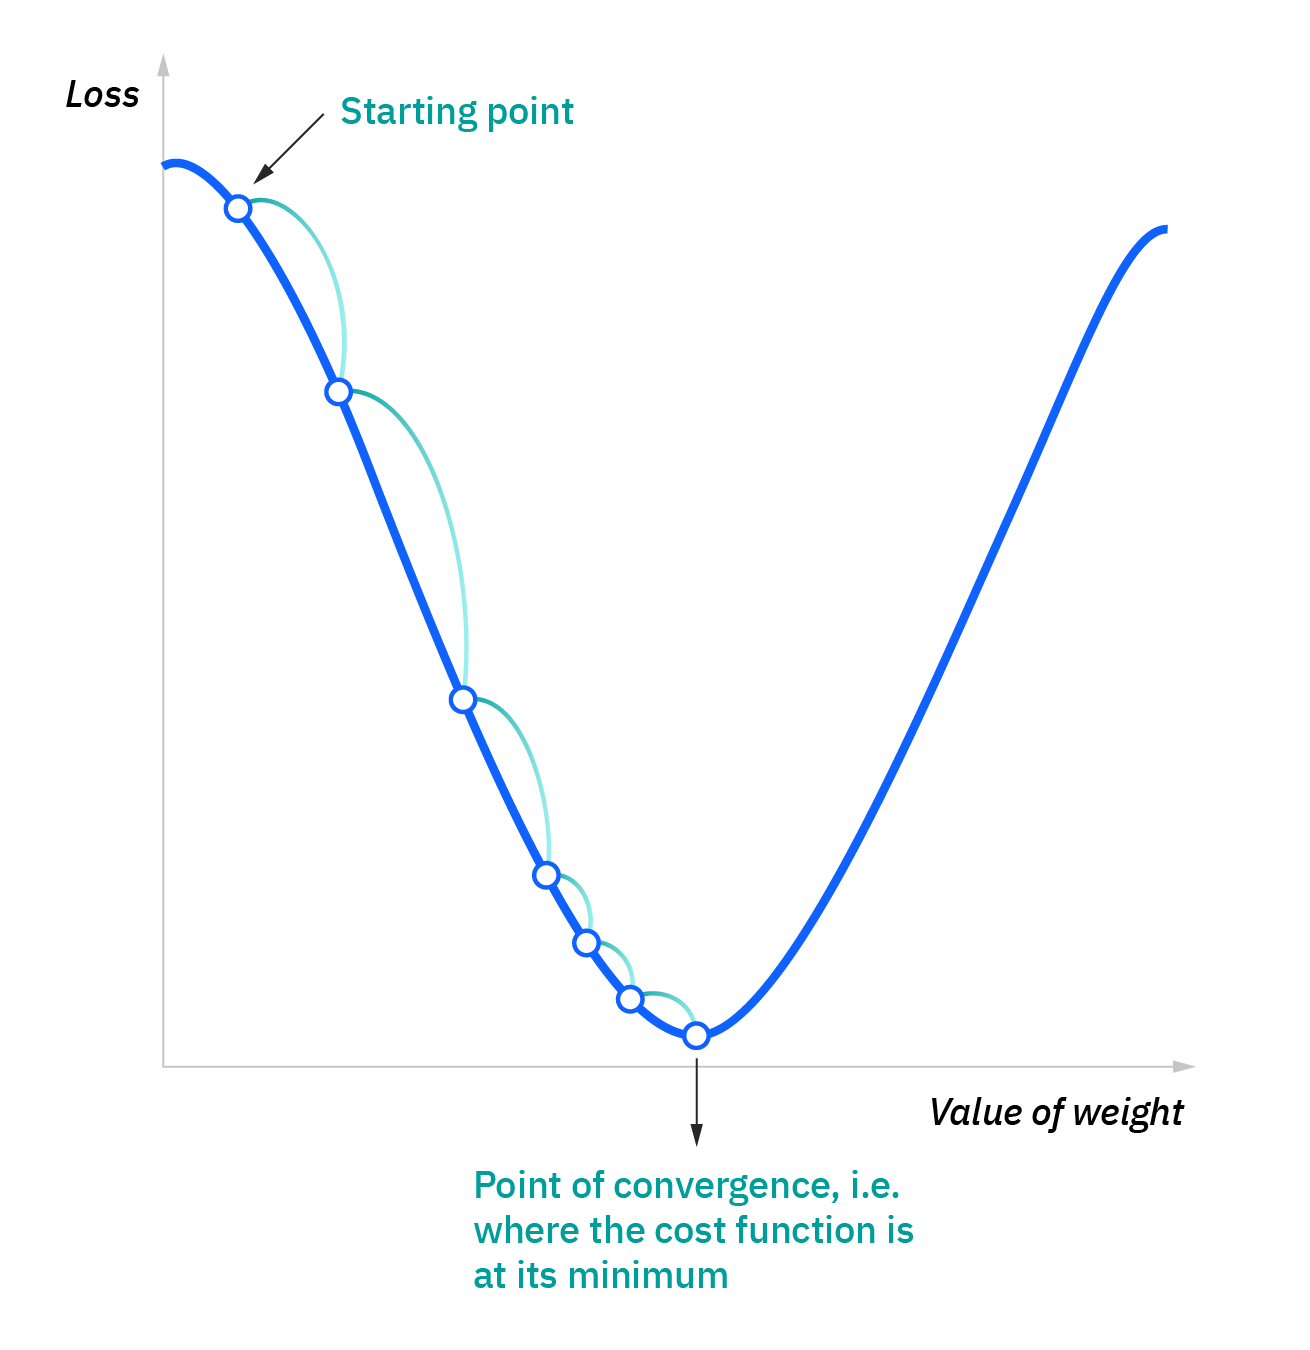 Loss
Starting point
Value of weight
Point of convergence, i.e.
where the cost function is
at its minimum